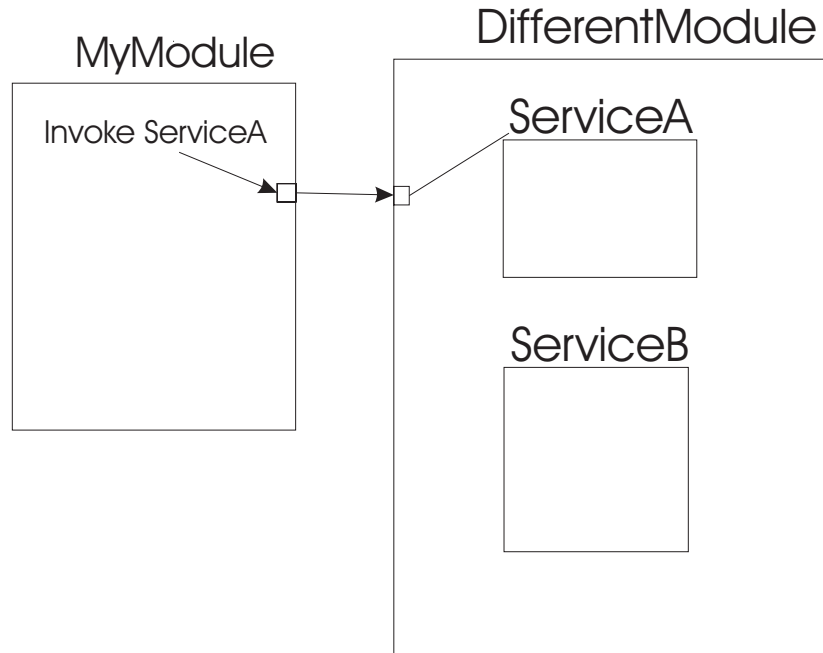 MyModule
DifferentModule
Invoke ServiceA
ServiceA
ServiceB